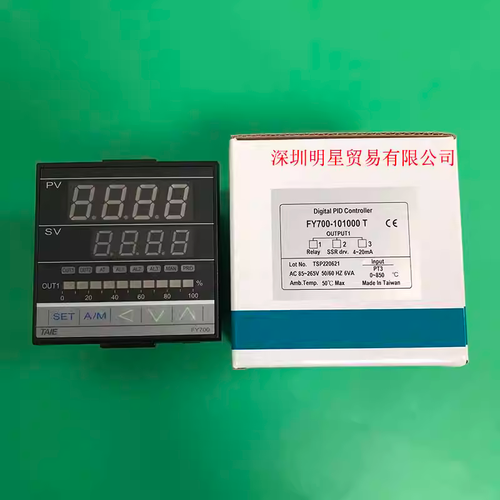 PV
8.8.8.8.
SV
8.8.8.8.
OUT1 OUT2 AT AL1 AL2 AL3 MAN PRO
OUT1
0 20 40 60 80 100
%
SET A/M < ∨ ∧
TAIE FY700
深圳明星贸易有限公司
Digital PID Controller
FY700-101000 T CE
OUTPUT1
1 2 3
Relay SSR drv. 4~20mA
Lot No. TSP220621 Input
AC 85~265V 50/60 HZ 6VA PT3
0~850 ℃
Amb.Temp. 50℃ Max Made In Taiwan